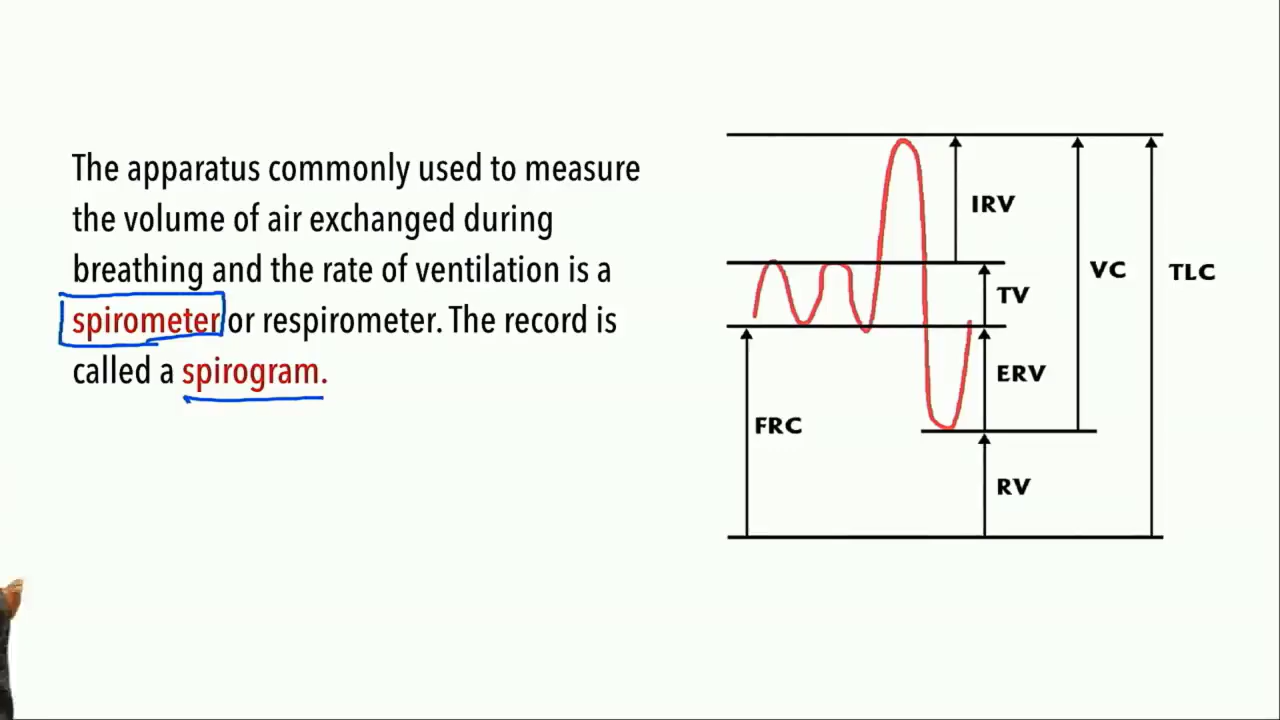 The apparatus commonly used to measure
the volume of air exchanged during
breathing and the rate of ventilation is a
spirometer or respirometer. The record is
called a spirogram.
IRV
VC
TLC
TV
ERV
FRC
RV